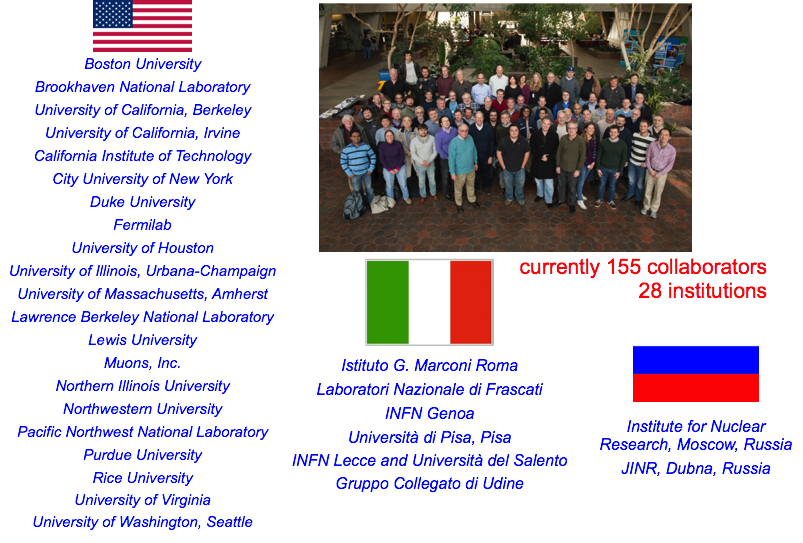 Boston University
Brookhaven National Laboratory
University of California, Berkeley
University of California, Irvine
California Institute of Technology
City University of New York
Duke University
Fermilab
University of Houston
University of Illinois, Urbana-Champaign
University of Massachusetts, Amherst
Lawrence Berkeley National Laboratory
Lewis University
Muons, Inc.
Northern Illinois University
Northwestern University
Pacific Northwest National Laboratory
Purdue University
Rice University
University of Virginia
University of Washington, Seattle
currently 155 collaborators
28 institutions
Istituto G. Marconi Roma
Laboratori Nazionale di Frascati
INFN Genoa
Università di Pisa, Pisa
INFN Lecce and Università del Salento
Gruppo Collegato di Udine
Institute for Nuclear
Research, Moscow, Russia
JINR, Dubna, Russia